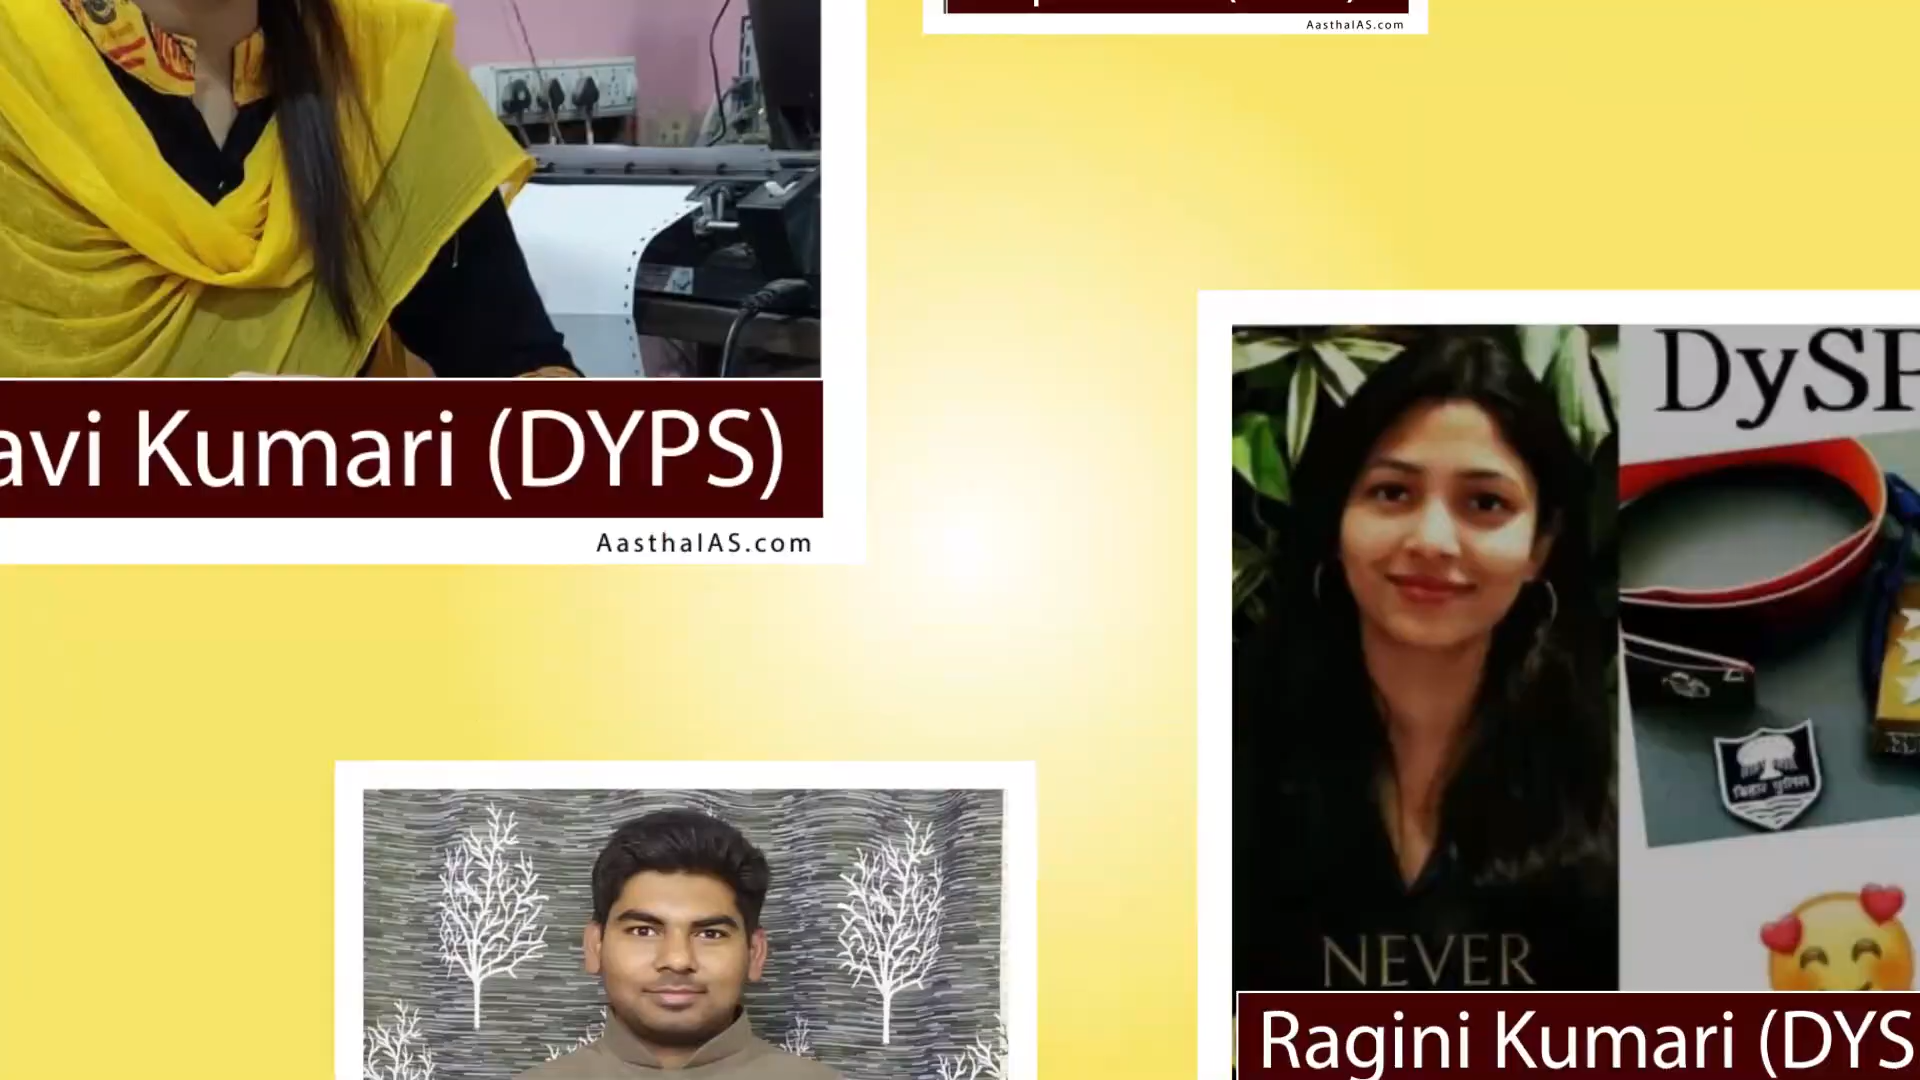 AasthaIAS.com
avi Kumari (DYPS)
AasthaIAS.com
DySP
बिहार पुलिस
NEVER
Ragini Kumari (DYS